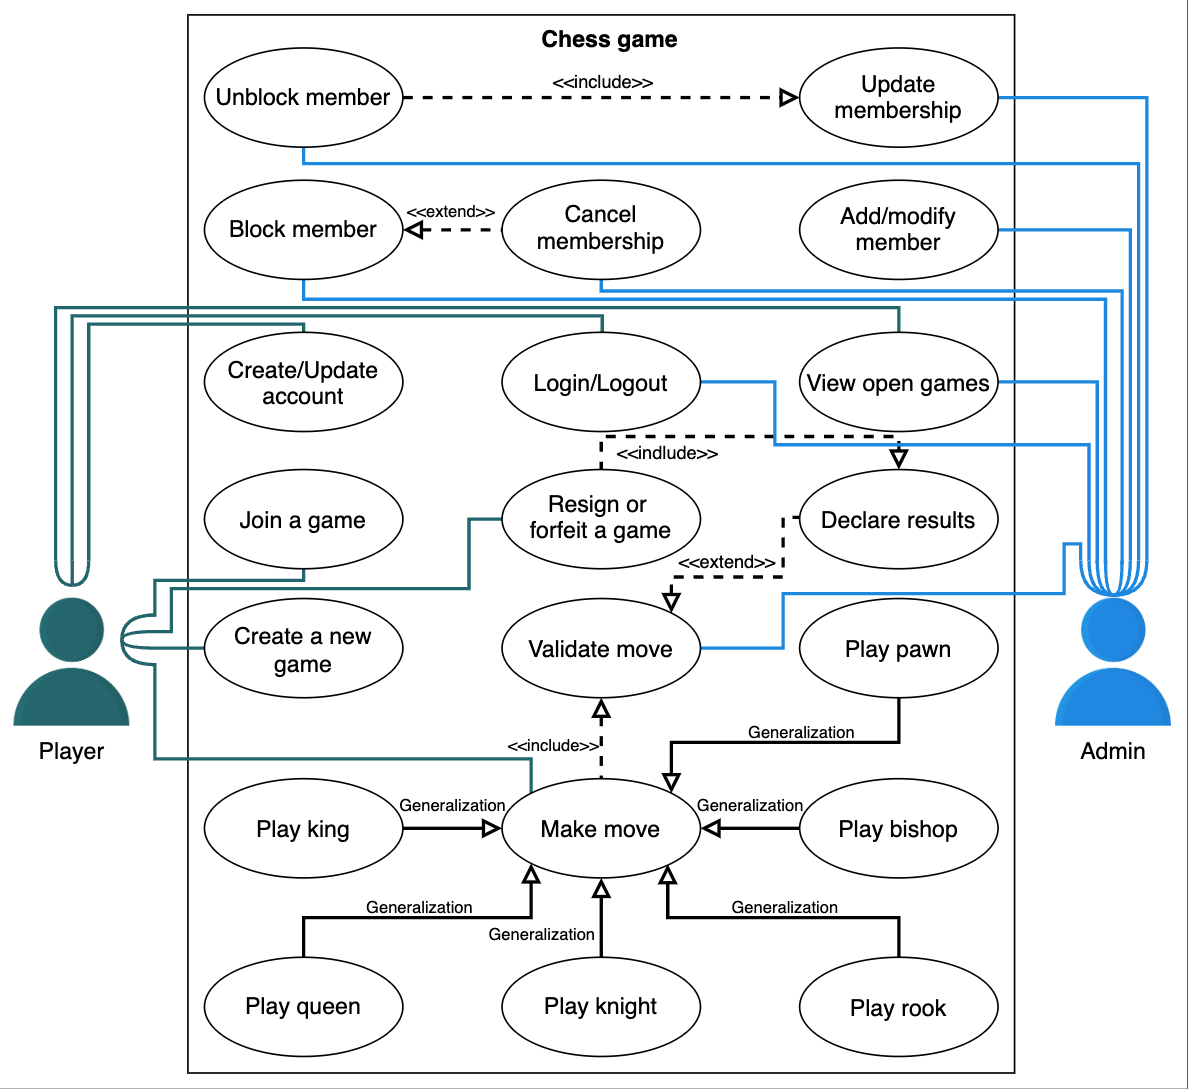 Chess game
Unblock member
<<include>>
Update
membership
Block member
<<extend>>
Cancel
membership
Add/modify
member
Create/Update
account
Login/Logout
View open games
<<indlude>>
Join a game
Resign or
forfeit a game
Declare results
<<extend>>
Create a new
game
Validate move
Play pawn
Player
Admin
Generalization
<<include>>
Play king
Generalization
Make move
Generalization
Play bishop
Generalization
Generalization
Generalization
Play queen
Play knight
Play rook